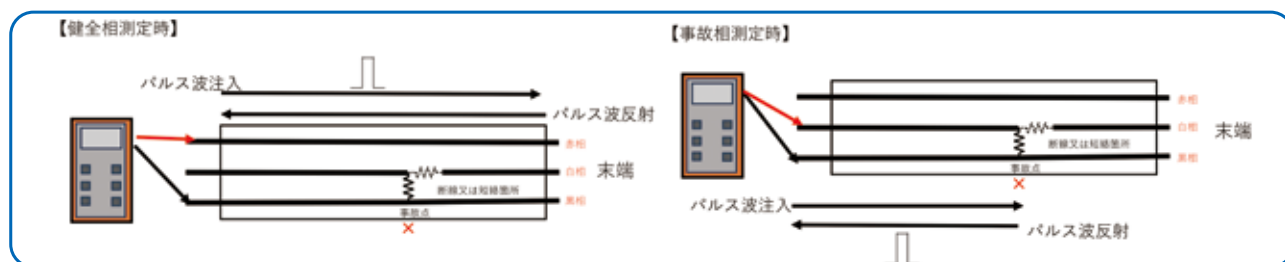 【健全相測定時】
パルス波注入
パルス波反射
赤相
白相
末端
断線又は短絡箇所
黒相
事故点
【事故相測定時】
赤相
白相
末端
断線又は短絡箇所
黒相
事故点
パルス波注入
パルス波反射